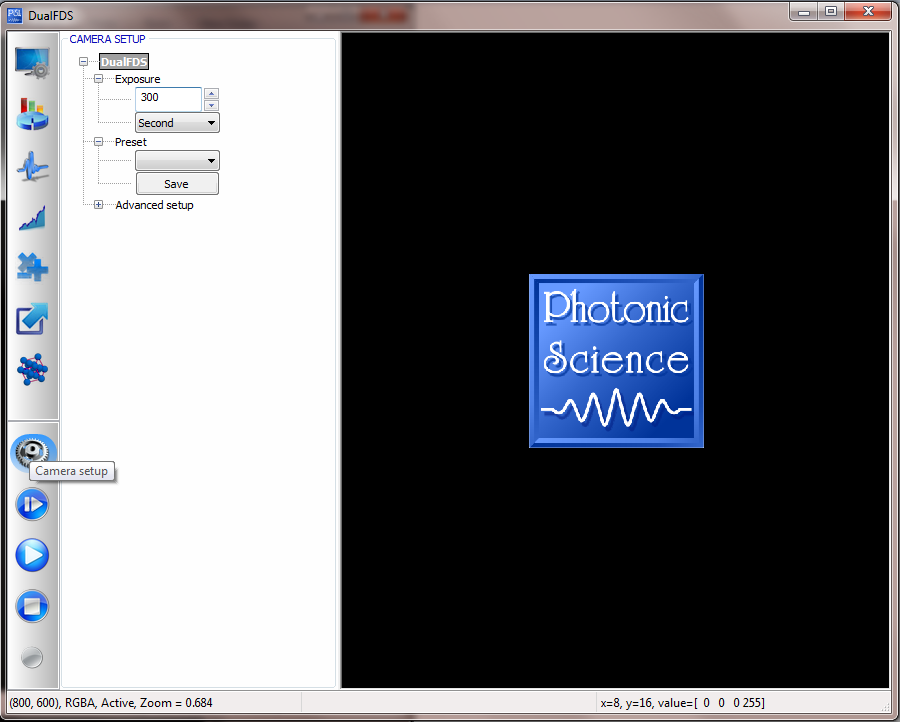 DualFDS
CAMERA SETUP
DualFDS
Exposure
300
Second
Preset
Save
Advanced setup
Camera setup
Photonic
Science
(800, 600), RGBA, Active, Zoom = 0.684
x=8, y=16, value=[ 0 0 0 255]